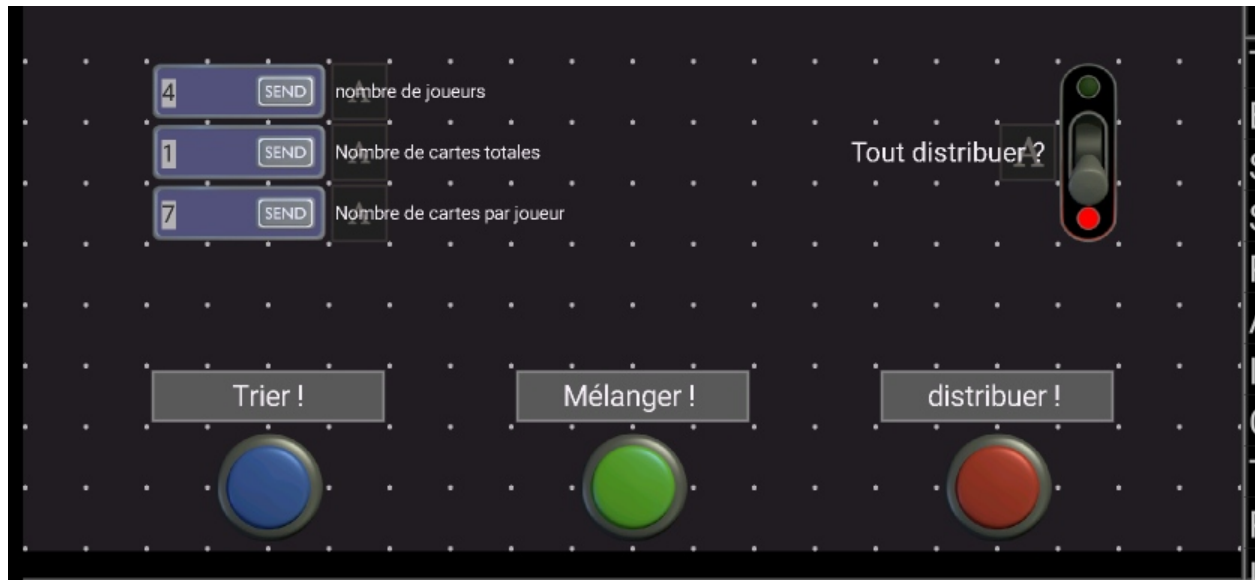 4 SEND nombre de joueurs
1 SEND Nombre de cartes totales
7 SEND Nombre de cartes par joueur
Tout distribuer ?
Trier !
Mélanger !
distribuer !